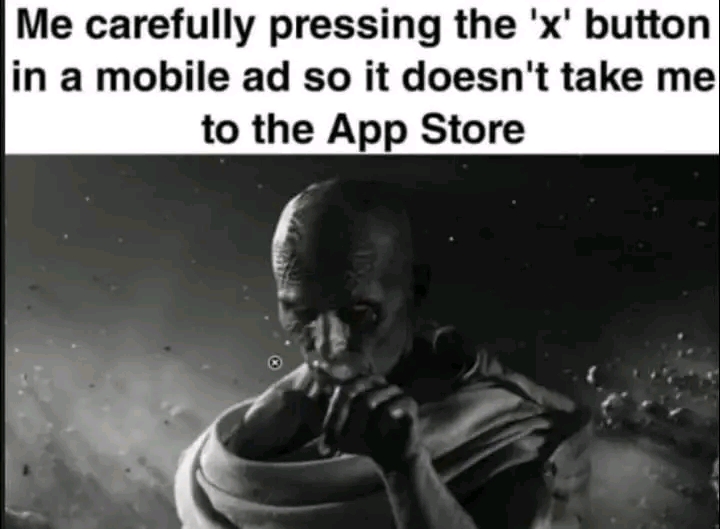 Me carefully pressing the 'x' button
in a mobile ad so it doesn't take me
to the App Store